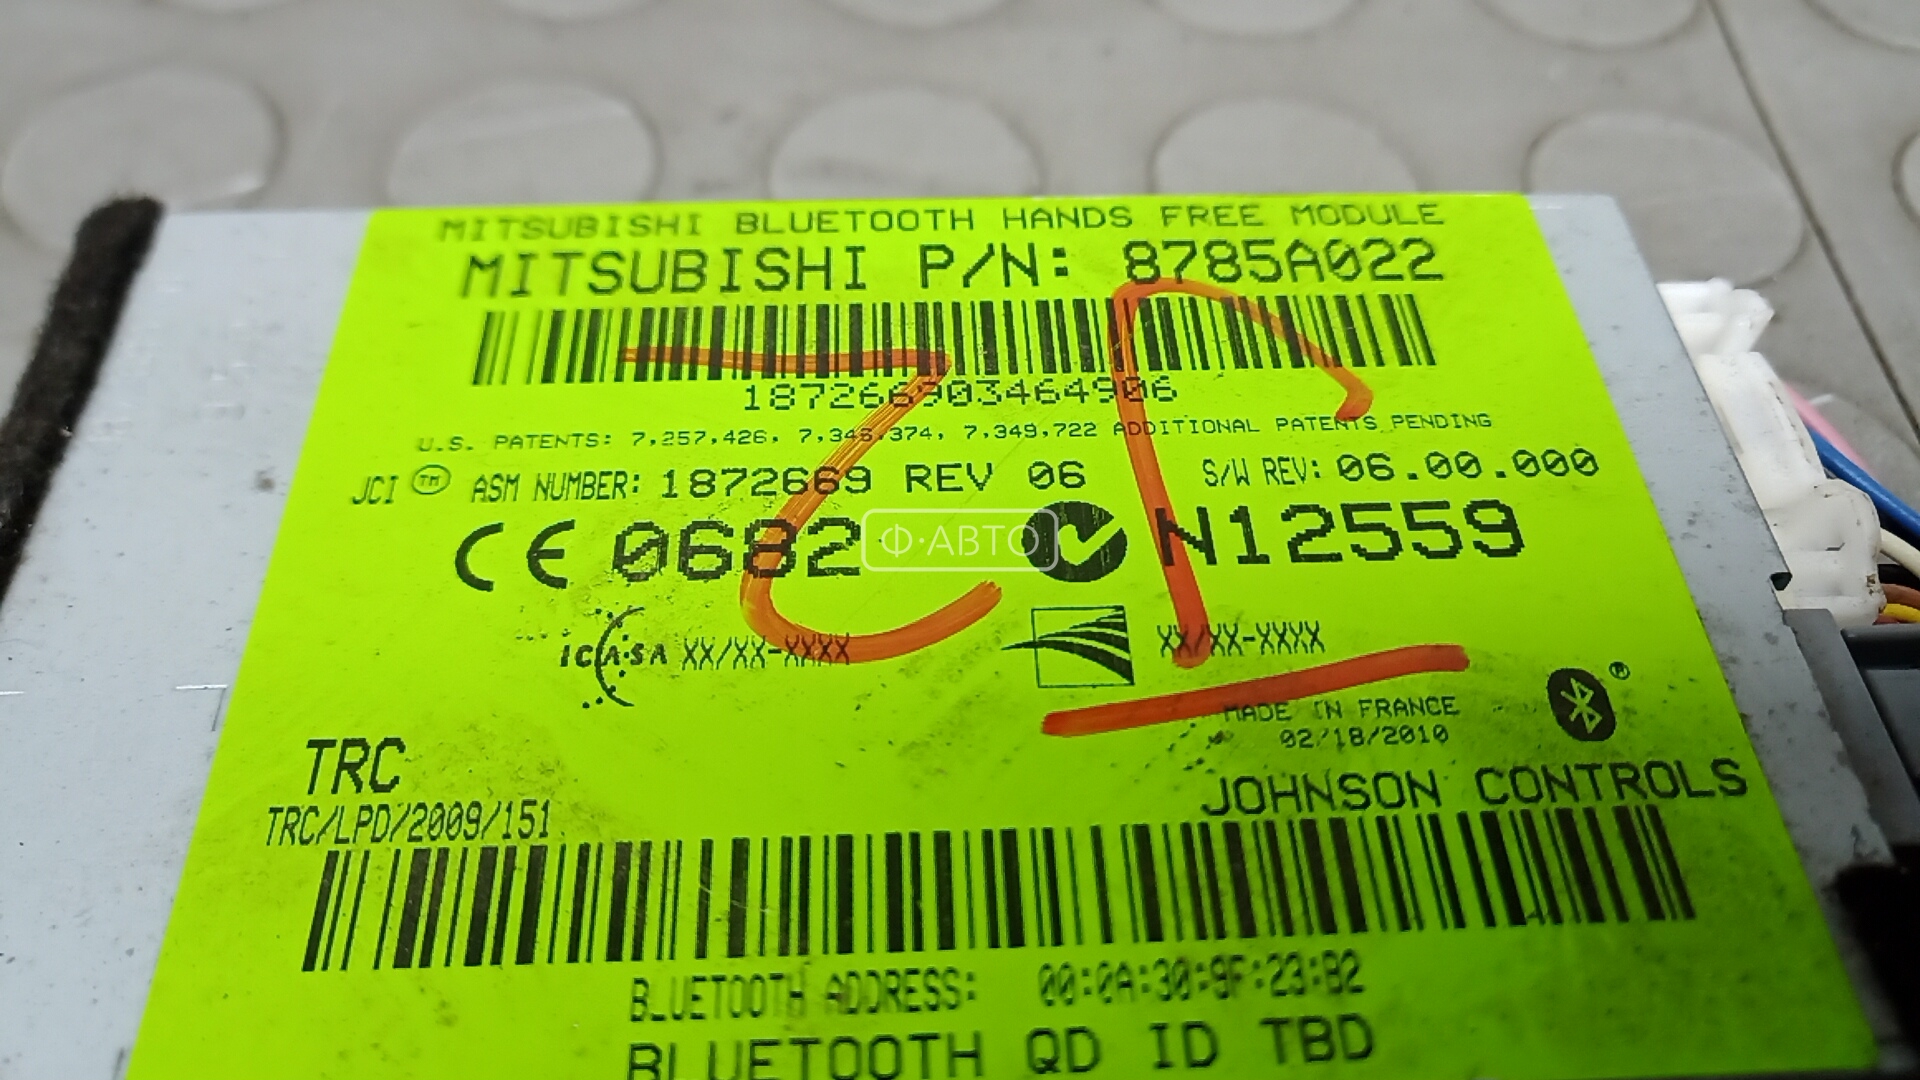 MITSUBISHI BLUETOOTH HANDS FREE MODULE
MITSUBISHI P/N: 8785A022
187266903464906
U.S. PATENTS: 7,257,426, 7,346,374, 7,349,722 ADDITIONAL PATENTS PENDING
JCI TM ASM NUMBER: 1872669 REV 06 S/W REV: 06.00.000
CE 0682 N12559
Ф·АВТО
ICASA XX/XX-XXXX XX/XX-XXXX
MADE IN FRANCE
02/18/2010
TRC
JOHNSON CONTROLS
TRC/LPD/2009/151
BLUETOOTH ADDRESS: 00:0A:30:9F:23:B2
BLUETOOTH QD ID TBD